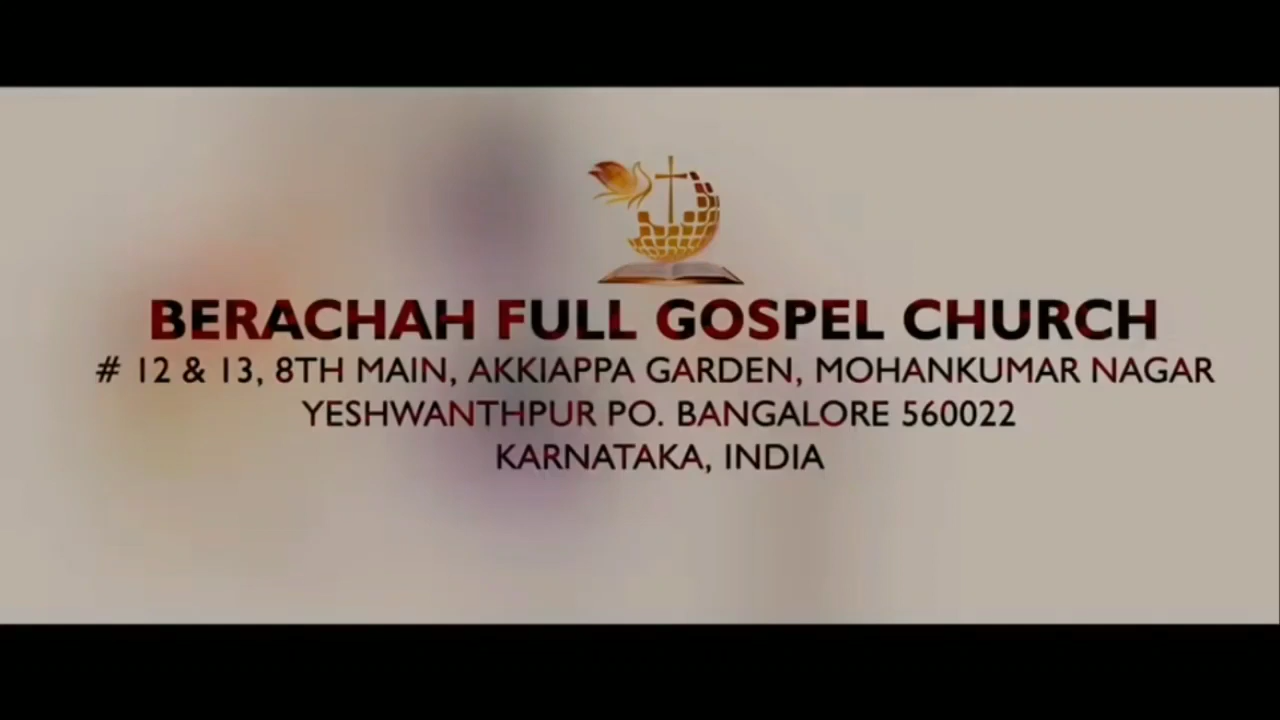 BERACHAH FULL GOSPEL CHURCH
# 12 & 13, 8TH MAIN, AKKIAPPA GARDEN, MOHANKUMAR NAGAR
YESHWANTHPUR PO. BANGALORE 560022
KARNATAKA, INDIA